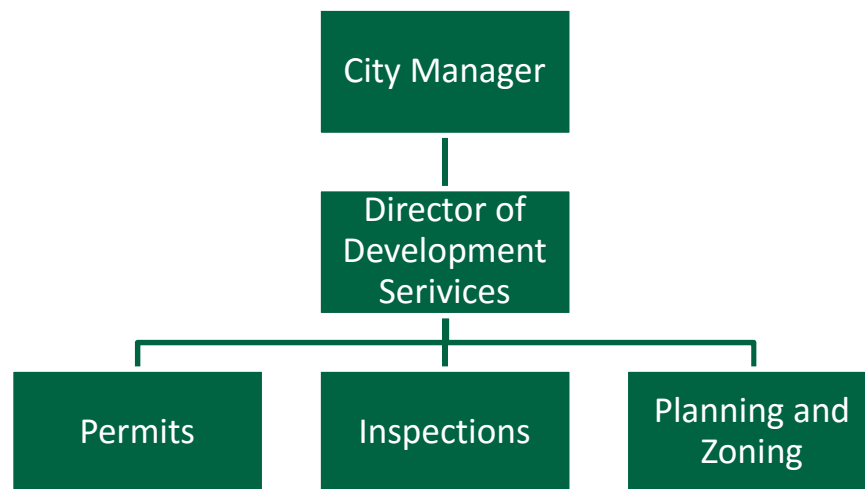 City Manager
Director of
Development
Serivices
Permits
Inspections
Planning and
Zoning